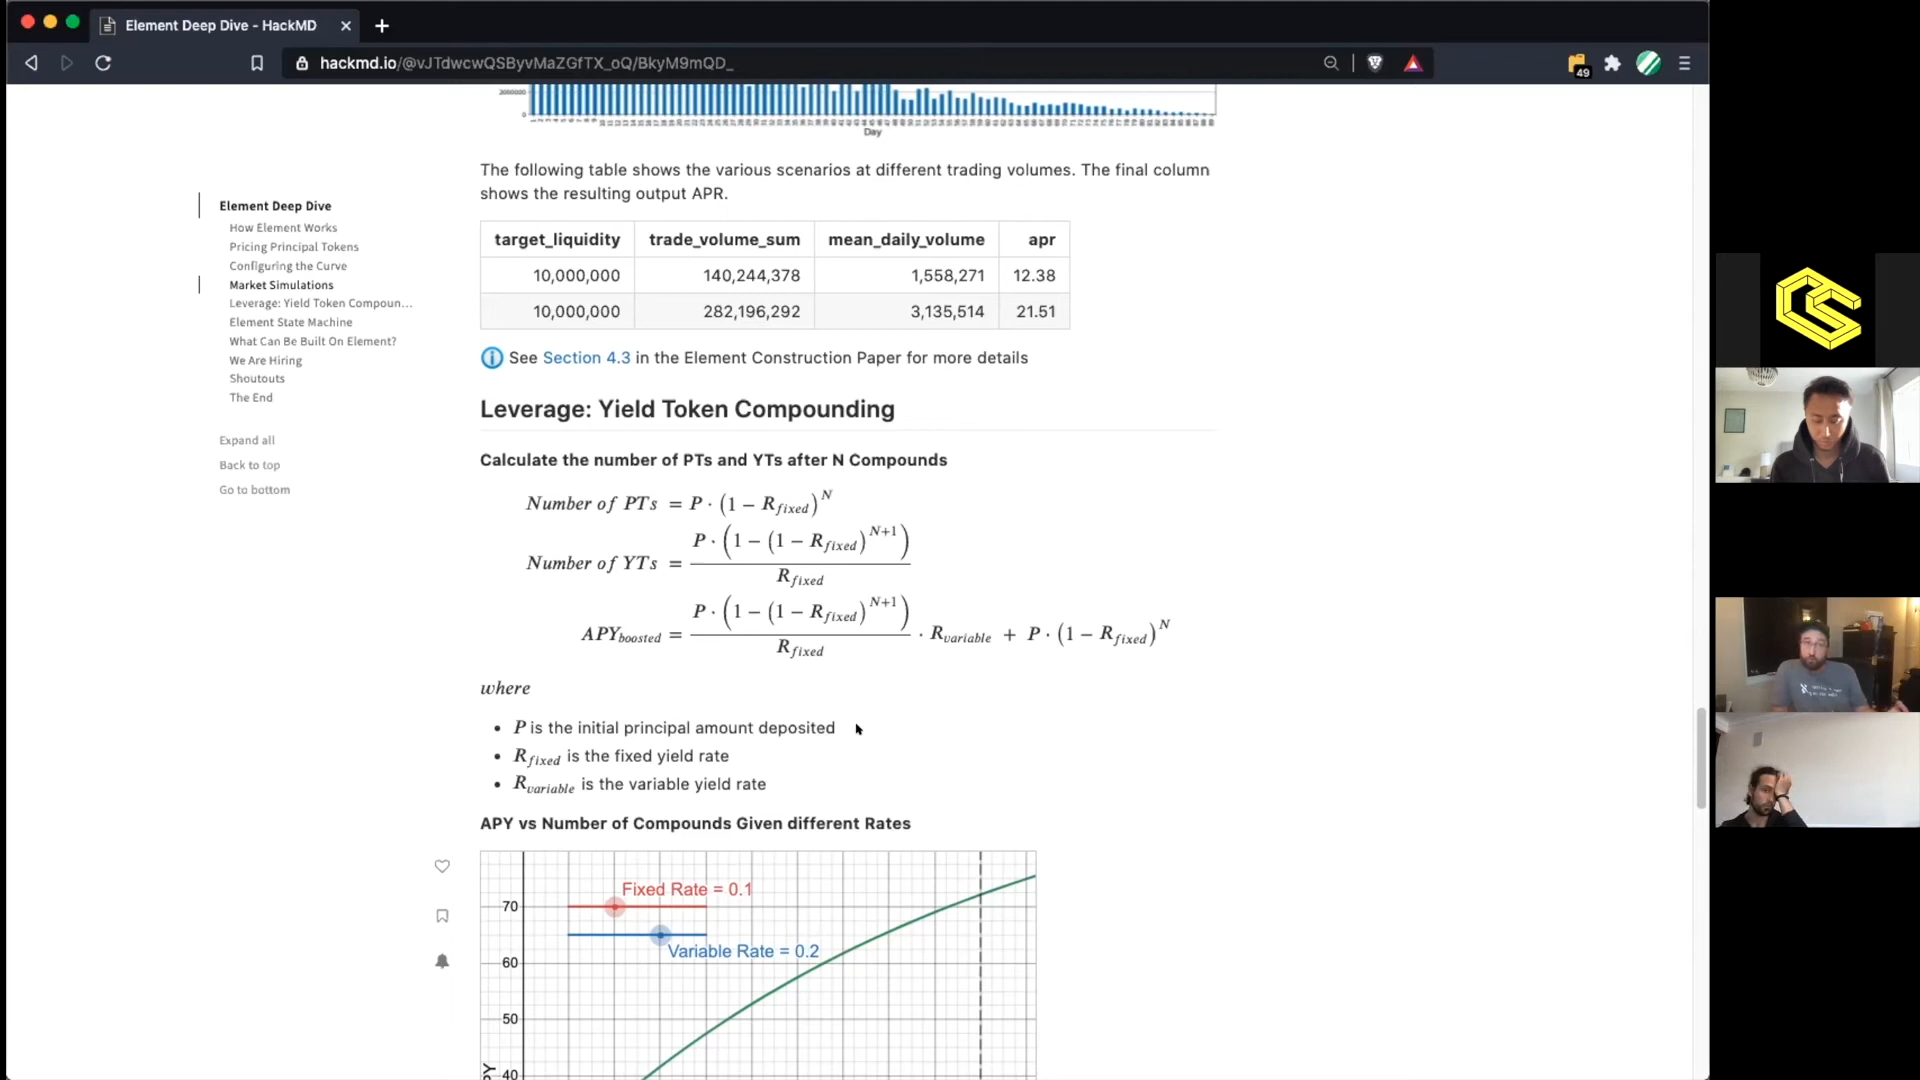 Element Deep Dive - HackMD
hackmd.io/@vJTdwcwQSByvMaZGfTX_oQ/BkyM9mQD_
49
2000000
0
Day
The following table shows the various scenarios at different trading volumes. The final column
shows the resulting output APR.
target_liquidity trade_volume_sum mean_daily_volume apr
10,000,000 140,244,378 1,558,271 12.38
10,000,000 282,196,292 3,135,514 21.51
See Section 4.3 in the Element Construction Paper for more details
Element Deep Dive
How Element Works
Pricing Principal Tokens
Configuring the Curve
Market Simulations
Leverage: Yield Token Compoun...
Element State Machine
What Can Be Built On Element?
We Are Hiring
Shoutouts
The End
Expand all
Back to top
Go to bottom
Leverage: Yield Token Compounding
Calculate the number of PTs and YTs after N Compounds
Number of PTs = P · (1 − R_fixed)^N
Number of YTs = P · (1 − (1 − R_fixed)^{N+1}) / R_fixed
APY_boosted = P · (1 − (1 − R_fixed)^{N+1}) / R_fixed · R_variable + P · (1 − R_fixed)^N
where
• P is the initial principal amount deposited
• R_fixed is the fixed yield rate
• R_variable is the variable yield rate
APY vs Number of Compounds Given different Rates
Fixed Rate = 0.1
70
Variable Rate = 0.2
60
50
40